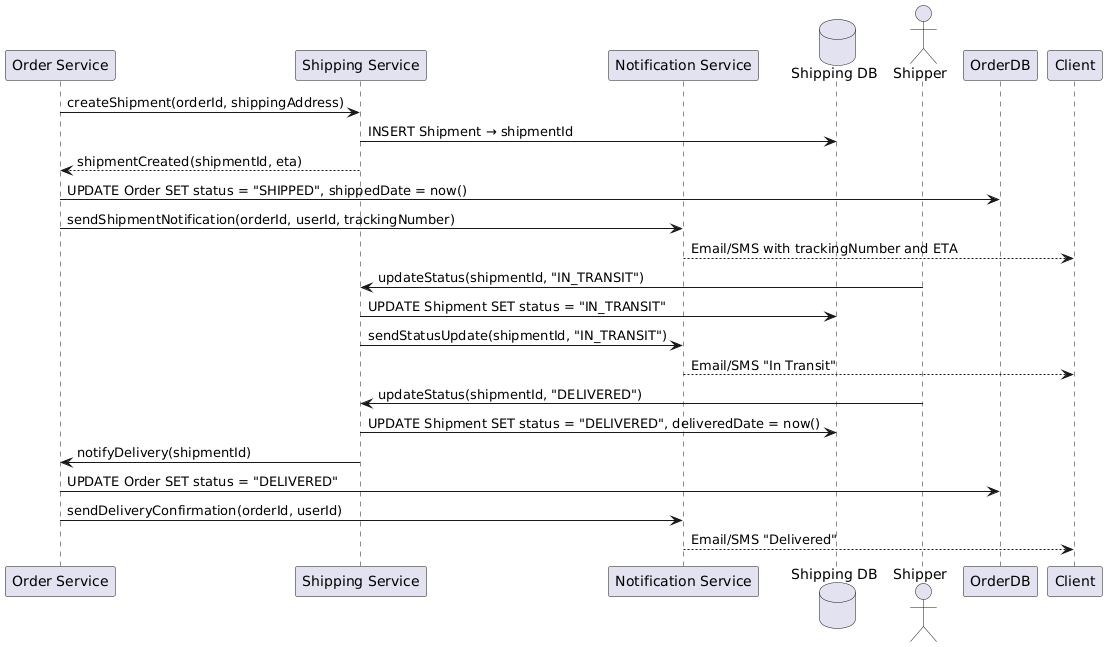 Order Service
Shipping Service
Notification Service
Shipping DB
Shipper
OrderDB
Client
createShipment(orderId, shippingAddress)
INSERT Shipment → shipmentId
shipmentCreated(shipmentId, eta)
UPDATE Order SET status = "SHIPPED", shippedDate = now()
sendShipmentNotification(orderId, userId, trackingNumber)
Email/SMS with trackingNumber and ETA
updateStatus(shipmentId, "IN_TRANSIT")
UPDATE Shipment SET status = "IN_TRANSIT"
sendStatusUpdate(shipmentId, "IN_TRANSIT")
Email/SMS "In Transit"
updateStatus(shipmentId, "DELIVERED")
UPDATE Shipment SET status = "DELIVERED", deliveredDate = now()
notifyDelivery(shipmentId)
UPDATE Order SET status = "DELIVERED"
sendDeliveryConfirmation(orderId, userId)
Email/SMS "Delivered"
Order Service
Shipping Service
Notification Service
Shipping DB
Shipper
OrderDB
Client